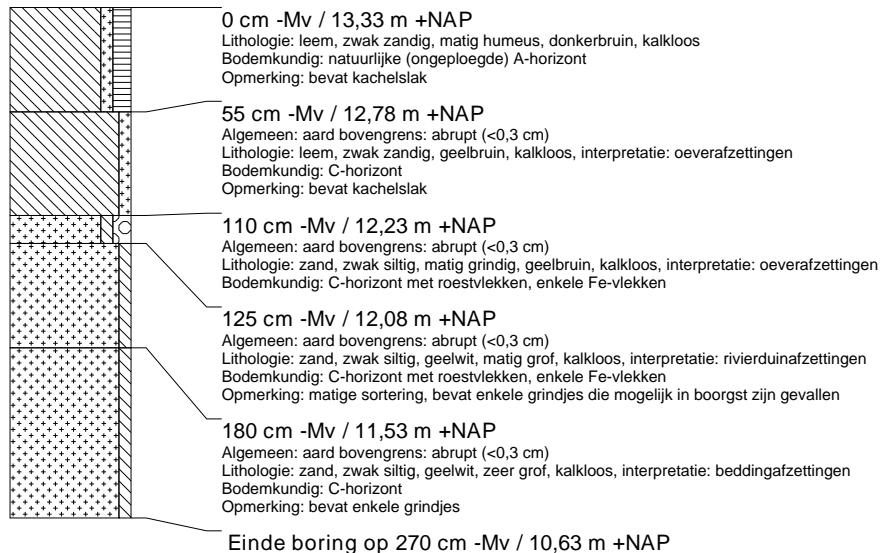 0 cm -Mv / 13,33 m +NAP
Lithologie: leem, zwak zandig, matig humeus, donkerbruin, kalkloos
Bodemkundig: natuurlijke (ongeploegde) A-horizont
Opmerking: bevat kachelslak
55 cm -Mv / 12,78 m +NAP
Algemeen: aard bovengrens: abrupt (<0,3 cm)
Lithologie: leem, zwak zandig, geelbruin, kalkloos, interpretatie: oeverafzettingen
Bodemkundig: C-horizont
Opmerking: bevat kachelslak
110 cm -Mv / 12,23 m +NAP
Algemeen: aard bovengrens: abrupt (<0,3 cm)
Lithologie: zand, zwak siltig, matig grindig, geelbruin, kalkloos, interpretatie: oeverafzettingen
Bodemkundig: C-horizont met roestvlekken, enkele Fe-vlekken
125 cm -Mv / 12,08 m +NAP
Algemeen: aard bovengrens: abrupt (<0,3 cm)
Lithologie: zand, zwak siltig, geelwit, matig grof, kalkloos, interpretatie: rivierduinafzettingen
Bodemkundig: C-horizont met roestvlekken, enkele Fe-vlekken
Opmerking: matige sortering, bevat enkele grindjes die mogelijk in boorgst zijn gevallen
180 cm -Mv / 11,53 m +NAP
Algemeen: aard bovengrens: abrupt (<0,3 cm)
Lithologie: zand, zwak siltig, geelwit, zeer grof, kalkloos, interpretatie: beddingafzettingen
Bodemkundig: C-horizont
Opmerking: bevat enkele grindjes
Einde boring op 270 cm -Mv / 10,63 m +NAP